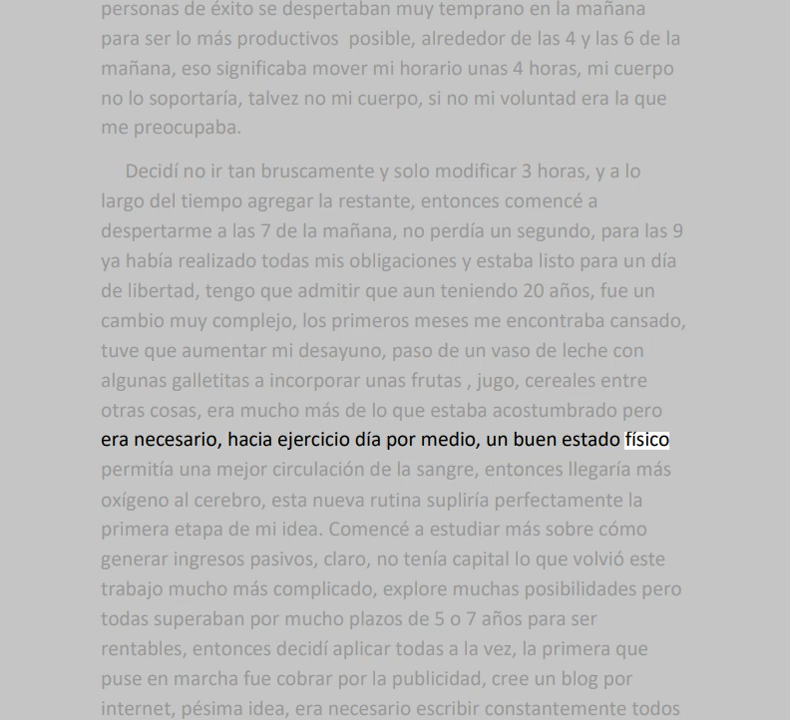 personas de éxito se despertaban muy temprano en la mañana
para ser lo más productivos  posible, alrededor de las 4 y las 6 de la
mañana, eso significaba mover mi horario unas 4 horas, mi cuerpo
no lo soportaría, talvez no mi cuerpo, si no mi voluntad era la que
me preocupaba.
Decidí no ir tan bruscamente y solo modificar 3 horas, y a lo
largo del tiempo agregar la restante, entonces comencé a
despertarme a las 7 de la mañana, no perdía un segundo, para las 9
ya había realizado todas mis obligaciones y estaba listo para un día
de libertad, tengo que admitir que aun teniendo 20 años, fue un
cambio muy complejo, los primeros meses me encontraba cansado,
tuve que aumentar mi desayuno, paso de un vaso de leche con
algunas galletitas a incorporar unas frutas , jugo, cereales entre
otras cosas, era mucho más de lo que estaba acostumbrado pero
era necesario, hacia ejercicio día por medio, un buen estado físico
permitía una mejor circulación de la sangre, entonces llegaría más
oxígeno al cerebro, esta nueva rutina supliría perfectamente la
primera etapa de mi idea. Comencé a estudiar más sobre cómo
generar ingresos pasivos, claro, no tenía capital lo que volvió este
trabajo mucho más complicado, explore muchas posibilidades pero
todas superaban por mucho plazos de 5 o 7 años para ser
rentables, entonces decidí aplicar todas a la vez, la primera que
puse en marcha fue cobrar por la publicidad, cree un blog por
internet, pésima idea, era necesario escribir constantemente todos